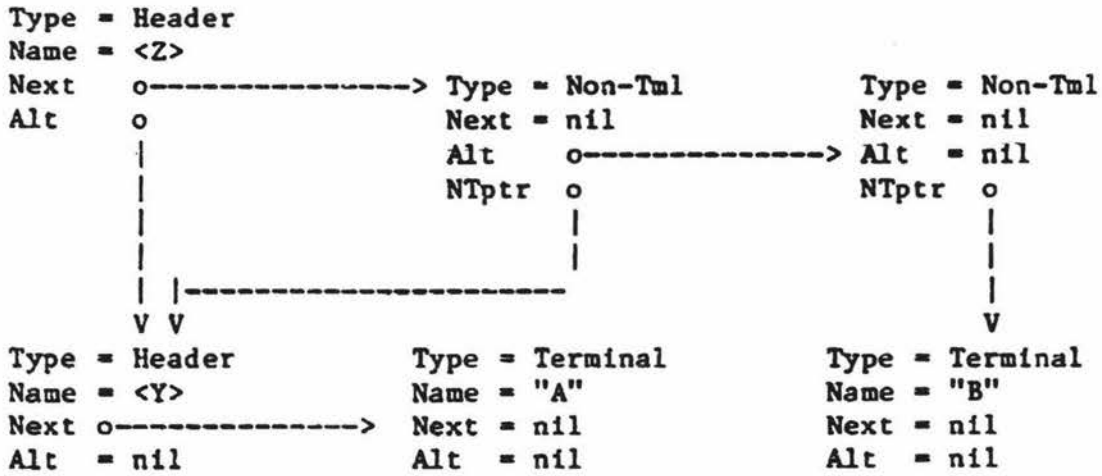 Type = Header
Name = <Z>
Next o---------------> Type = Non-Tml Type = Non-Tml
Alt o Next = nil Next = nil
Alt o--------------> Alt = nil
NTptr o NTptr o
V V V
Type = Header Type = Terminal Type = Terminal
Name = <Y> Name = "A" Name = "B"
Next o---------------> Next = nil Next = nil
Alt = nil Alt = nil Alt = nil